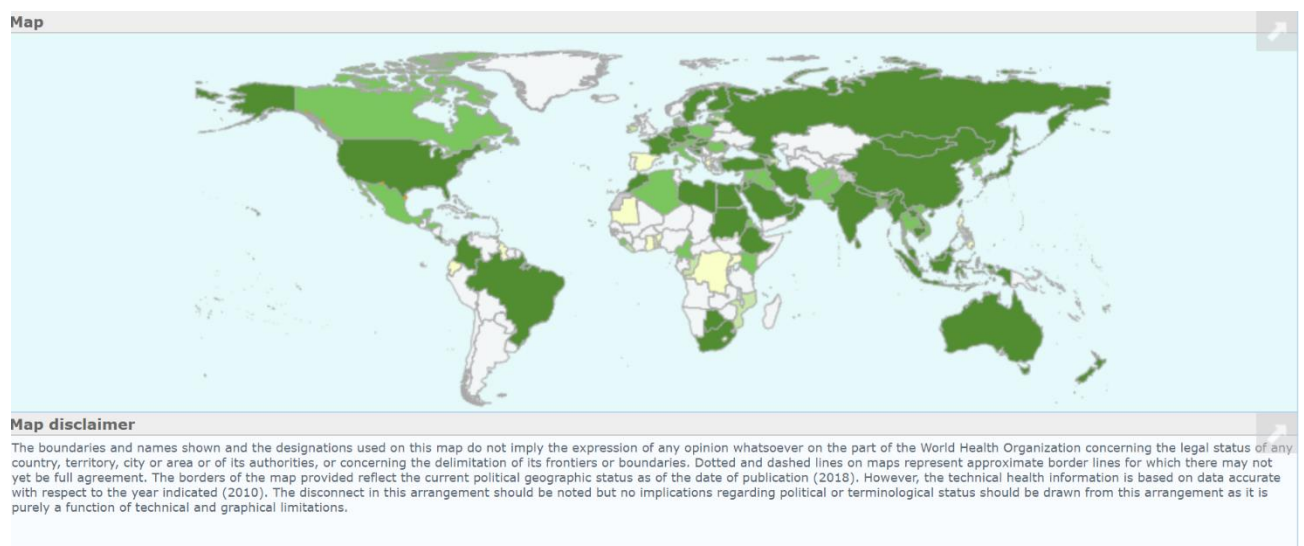 Map
Map disclaimer
The boundaries and names shown and the designations used on this map do not imply the expression of any opinion whatsoever on the part of the World Health Organization concerning the legal status of any
country, territory, city or area or of its authorities, or concerning the delimitation of its frontiers or boundaries. Dotted and dashed lines on maps represent approximate border lines for which there may not
yet be full agreement. The borders of the map provided reflect the current political geographic status as of the date of publication (2018). However, the technical health information is based on data accurate
with respect to the year indicated (2010). The disconnect in this arrangement should be noted but no implications regarding political or terminological status should be drawn from this arrangement as it is
purely a function of technical and graphical limitations.